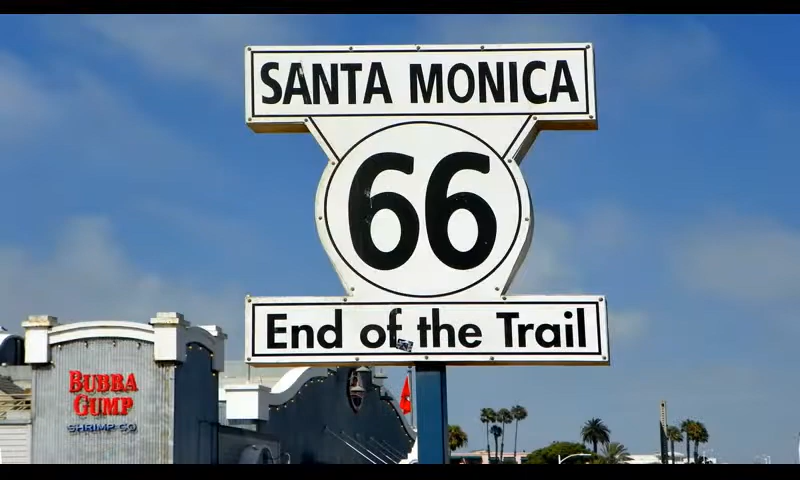 SANTA MONICA
66
End of the Trail
BUBBA
GUMP
SHRIMP CO